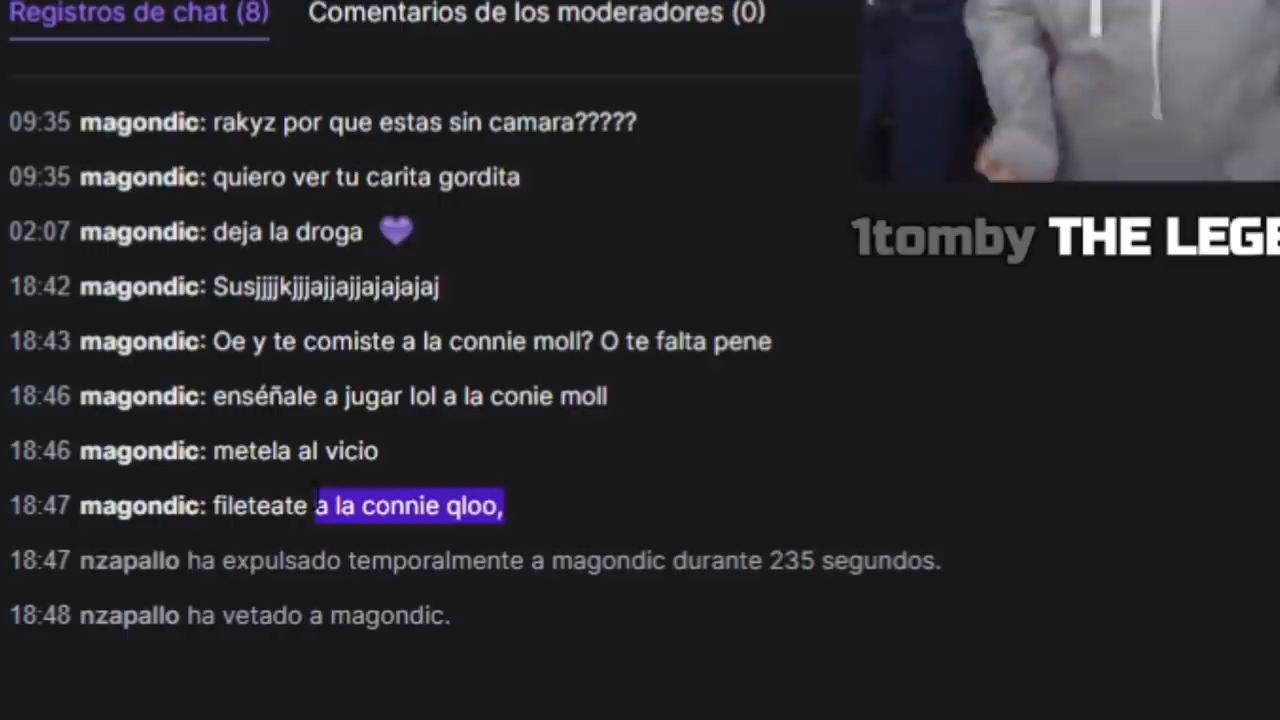 Registros de chat (8) Comentarios de los moderadores (0)
09:35 magondic: rakyz por que estas sin camara?????
09:35 magondic: quiero ver tu carita gordita
02:07 magondic: deja la droga 💜
18:42 magondic: Susjjjjkjjjajjajjajajajaj
18:43 magondic: Oe y te comiste a la connie moll? O te falta pene
18:46 magondic: enséñale a jugar lol a la conie moll
18:46 magondic: metela al vicio
18:47 magondic: fileteate a la connie qloo,
18:47 nzapallo ha expulsado temporalmente a magondic durante 235 segundos.
18:48 nzapallo ha vetado a magondic.
1tomby THE LEGE